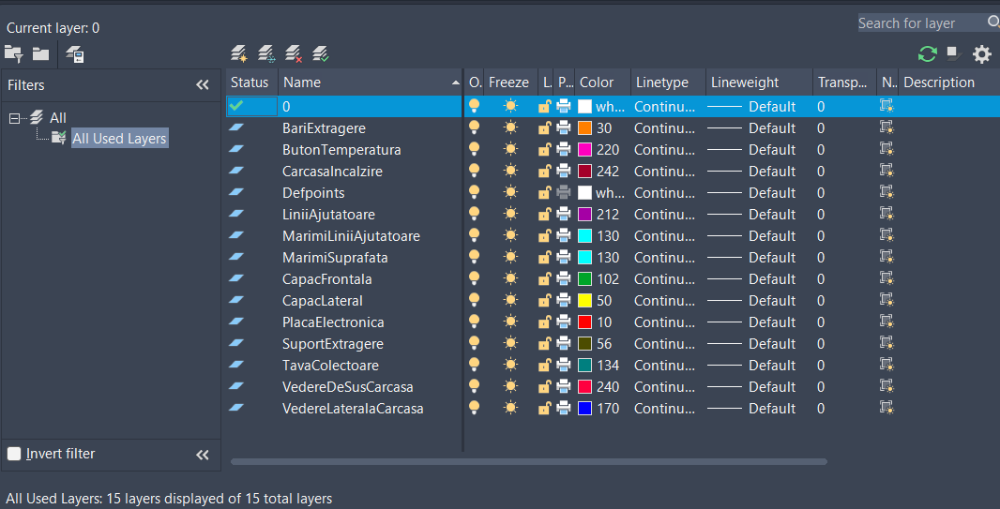 Current layer: 0
Search for layer
Filters
All
All Used Layers
Invert filter
Status Name O. Freeze L. P... Color Linetype Lineweight Transp... N.. Description
0 wh... Continu... Default 0
BariExtragere 30 Continu... Default 0
ButonTemperatura 220 Continu... Default 0
CarcasaIncalzire 242 Continu... Default 0
Defpoints wh... Continu... Default 0
LiniiAjutatoare 212 Continu... Default 0
MarimiLiniiAjutatoare 130 Continu... Default 0
MarimiSuprafata 130 Continu... Default 0
CapacFrontala 102 Continu... Default 0
CapacLateral 50 Continu... Default 0
PlacaElectronica 10 Continu... Default 0
SuportExtragere 56 Continu... Default 0
TavaColectoare 134 Continu... Default 0
VedereDeSusCarcasa 240 Continu... Default 0
VedereLateralaCarcasa 170 Continu... Default 0
All Used Layers: 15 layers displayed of 15 total layers